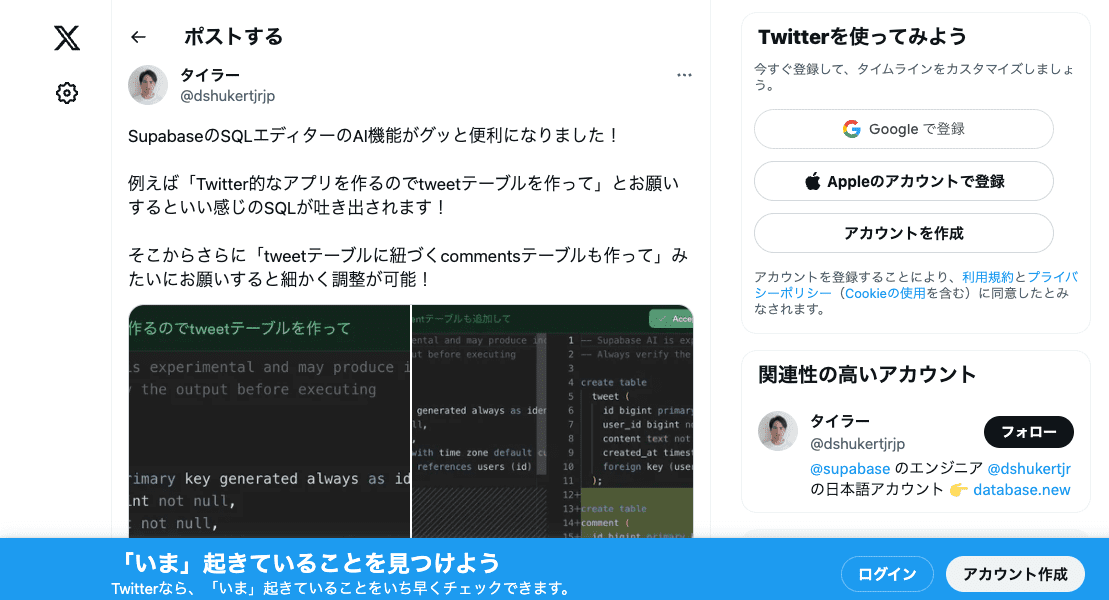 ポストする
タイラー
@dshukertjrjp
SupabaseのSQLエディターのAI機能がグッと便利になりました！
例えば「Twitter的なアプリを作るのでtweetテーブルを作って」とお願い
するといい感じのSQLが吐き出されます！
そこからさらに「tweetテーブルに紐づくcommentsテーブルも作って」み
たいにお願いすると細かく調整が可能！
作るのでtweetテーブルを作って
is experimental and may produce i
the output before executing
primary key generated always as id
int not null,
t not null,
entテーブルも追加して
Acce
ental and may produce inc
ut before executing
generated always as iden
ll,
with time zone default cu
references users (id)
1 -- Supabase AI is exp
2 -- Always verify the
3
4 create table
5 tweet (
6 id bigint primary
7 user_id bigint no
8 content text not
9 created_at timest
10 foreign key (user
11 );
12+
13+create table
14+comment (
15+ id bigint primary
Twitterを使ってみよう
今すぐ登録して、タイムラインをカスタマイズしましょ
う。
Google で登録
Appleのアカウントで登録
アカウントを作成
アカウントを登録することにより、利用規約とプライバ
シーポリシー（Cookieの使用を含む）に同意したとみ
なされます。
関連性の高いアカウント
タイラー
@dshukertjrjp
フォロー
@supabase のエンジニア @dshukertjr
の日本語アカウント 👉 database.new
「いま」起きていることを見つけよう
Twitterなら、「いま」起きていることをいち早くチェックできます。
ログイン
アカウント作成